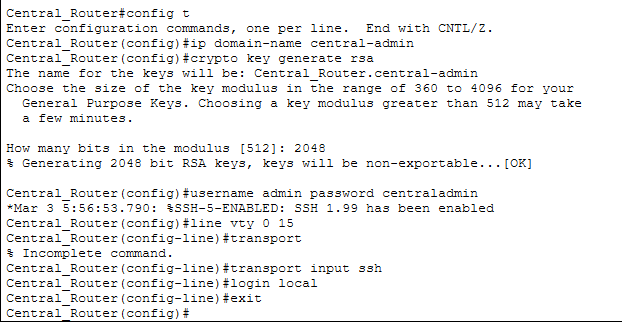 Central_Router#config t
Enter configuration commands, one per line.  End with CNTL/Z.
Central_Router(config)#ip domain-name central-admin
Central_Router(config)#crypto key generate rsa
The name for the keys will be: Central_Router.central-admin
Choose the size of the key modulus in the range of 360 to 4096 for your
  General Purpose Keys. Choosing a key modulus greater than 512 may take
  a few minutes.

How many bits in the modulus [512]: 2048
% Generating 2048 bit RSA keys, keys will be non-exportable...[OK]

Central_Router(config)#username admin password centraladmin
*Mar 3 5:56:53.790: %SSH-5-ENABLED: SSH 1.99 has been enabled
Central_Router(config)#line vty 0 15
Central_Router(config-line)#transport
% Incomplete command.
Central_Router(config-line)#transport input ssh
Central_Router(config-line)#login local
Central_Router(config-line)#exit
Central_Router(config)#